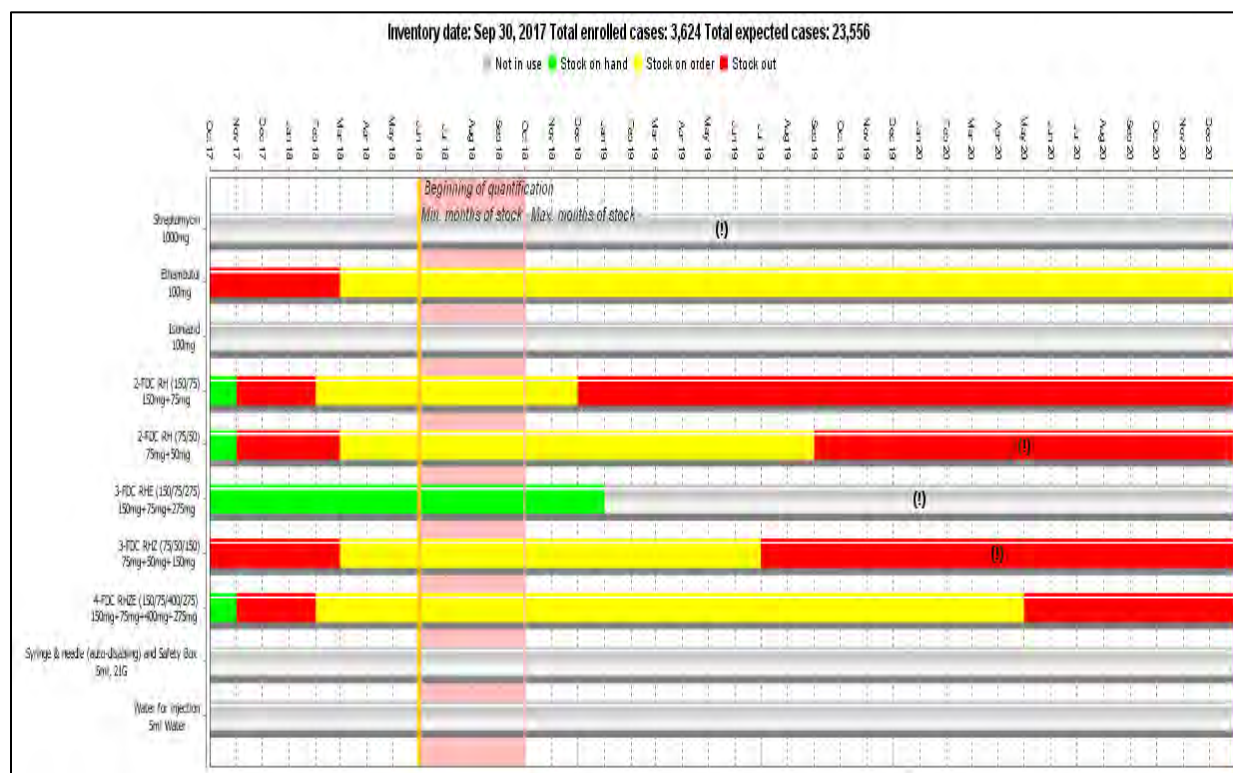 Inventory date: Sep 30, 2017 Total enrolled cases: 3,624 Total expected cases: 23,556
Not in use Stock on hand Stock on order Stock out
Oct 17 Nov 17 Dec 17 Jan 18 Feb 18 Mar 18 Apr 18 May 18 Jun 18 Jul 18 Aug 18 Sep 18 Oct 18 Nov 18 Dec 18 Jan 19 Feb 19 Mar 19 Apr 19 May 19 Jun 19 Jul 19 Aug 19 Sep 19 Oct 19 Nov 19 Dec 19 Jan 20 Feb 20 Mar 20 Apr 20 May 20 Jun 20 Jul 20 Aug 20 Sep 20 Oct 20 Nov 20 Dec 20
Beginning of quantification
Min. months of stock Max. months of stock
Streptomycin
1000mg
(!)
Ethambutol
100mg
Isoniazid
100mg
2-FDC RH (150/75)
150mg+75mg
2-FDC RH (75/50)
75mg+50mg
(!)
3-FDC RHE (150/75/275)
150mg+75mg+275mg
(!)
3-FDC RHZ (75/50/150)
75mg+50mg+150mg
(!)
4-FDC RHZE (150/75/400/275)
150mg+75mg+400mg+275mg
Syringe & needle (auto-disabling) and Safety Box
5ml, 21G
Water for injection
5ml Water